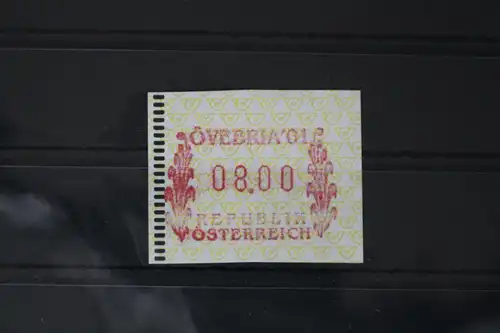 ÖVEBRIA'01
08.00
REPUBLIK
ÖSTERREICH